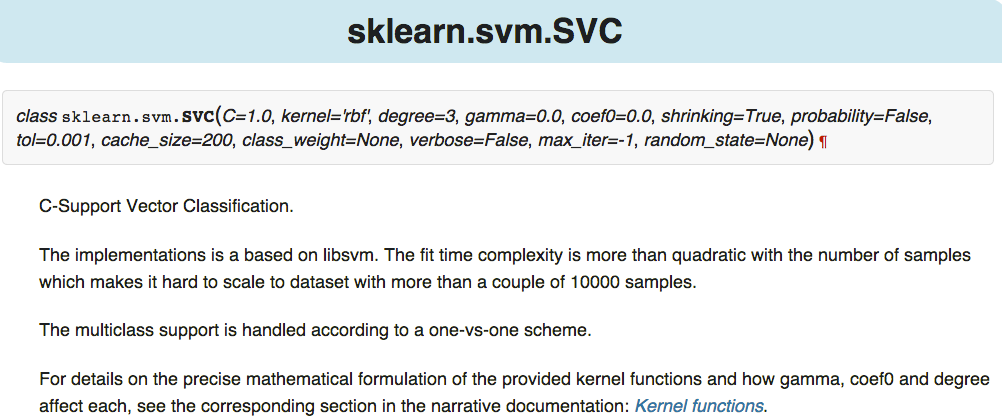 sklearn.svm.SVC
class sklearn.svm.SVC(C=1.0, kernel='rbf', degree=3, gamma=0.0, coef0=0.0, shrinking=True, probability=False,
tol=0.001, cache_size=200, class_weight=None, verbose=False, max_iter=-1, random_state=None) ¶
C-Support Vector Classification.
The implementations is a based on libsvm. The fit time complexity is more than quadratic with the number of samples
which makes it hard to scale to dataset with more than a couple of 10000 samples.
The multiclass support is handled according to a one-vs-one scheme.
For details on the precise mathematical formulation of the provided kernel functions and how gamma, coef0 and degree
affect each, see the corresponding section in the narrative documentation: Kernel functions.